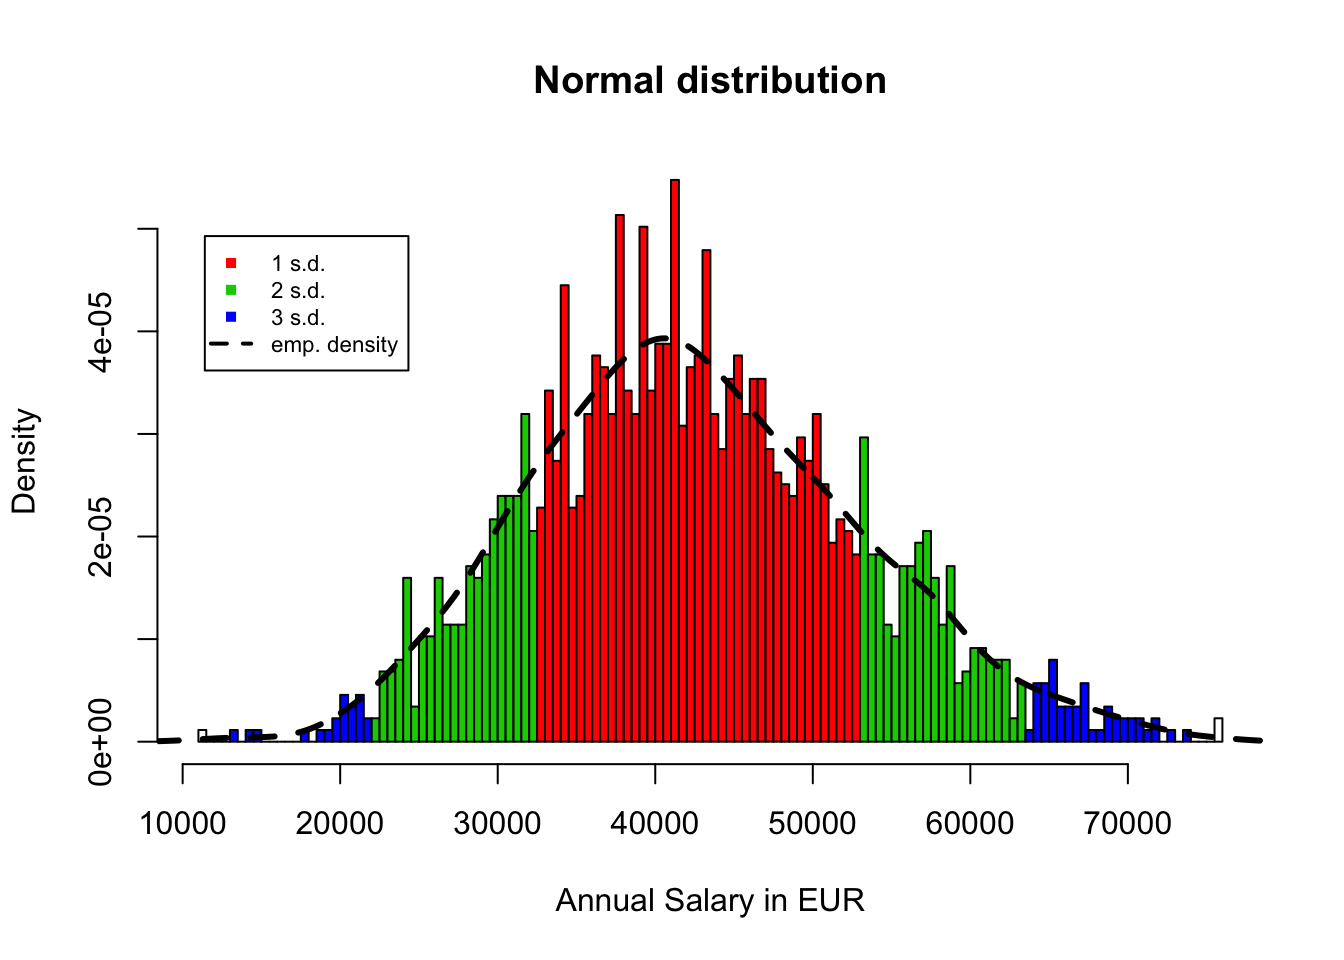 Normal distribution
1 s.d.
2 s.d.
3 s.d.
emp. density
Density
0e+00
2e-05
4e-05
10000 20000 30000 40000 50000 60000 70000
Annual Salary in EUR